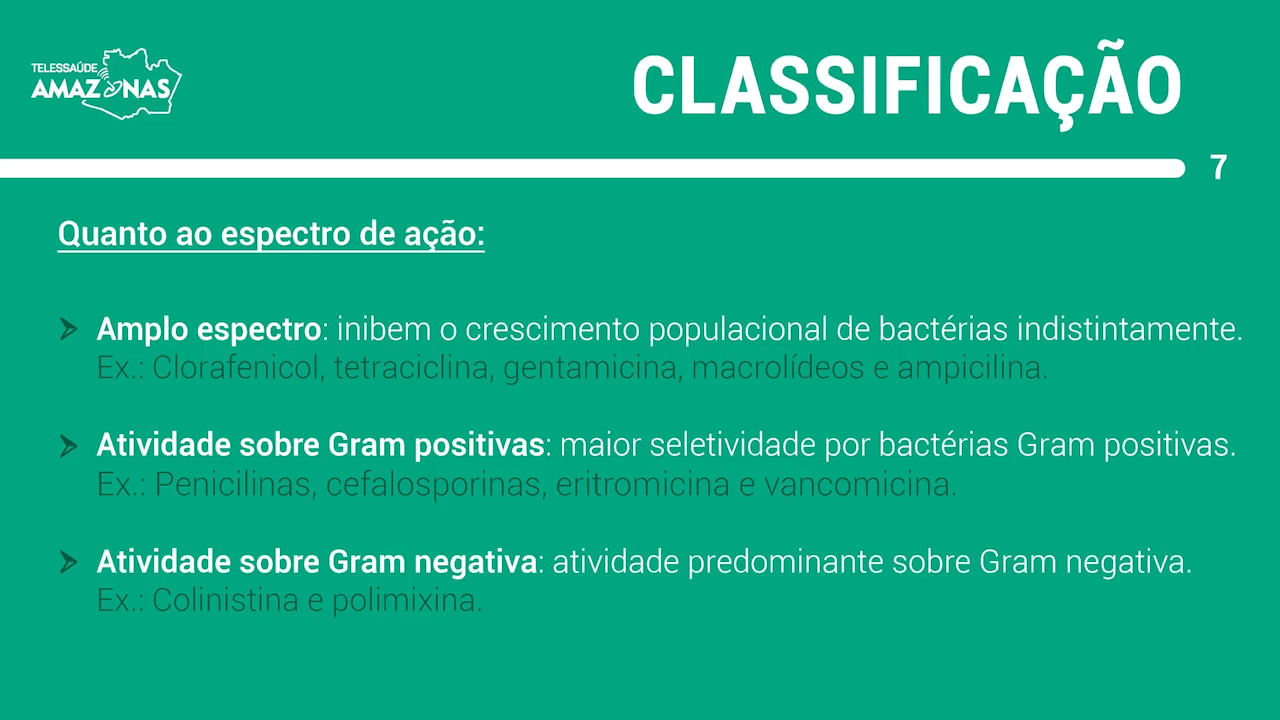 TELESSAÚDE
AMAZONAS
CLASSIFICAÇÃO
7
Quanto ao espectro de ação:
Amplo espectro: inibem o crescimento populacional de bactérias indistintamente.
Ex.: Clorafenicol, tetraciclina, gentamicina, macrolídeos e ampicilina.
Atividade sobre Gram positivas: maior seletividade por bactérias Gram positivas.
Ex.: Penicilinas, cefalosporinas, eritromicina e vancomicina.
Atividade sobre Gram negativa: atividade predominante sobre Gram negativa.
Ex.: Colinistina e polimixina.